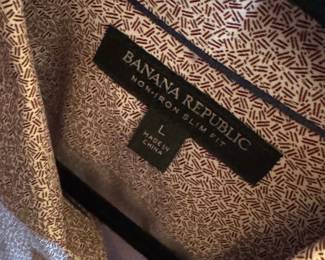 BANANA REPUBLIC
NON-IRON SLIM FIT
L
MADE IN
CHINA